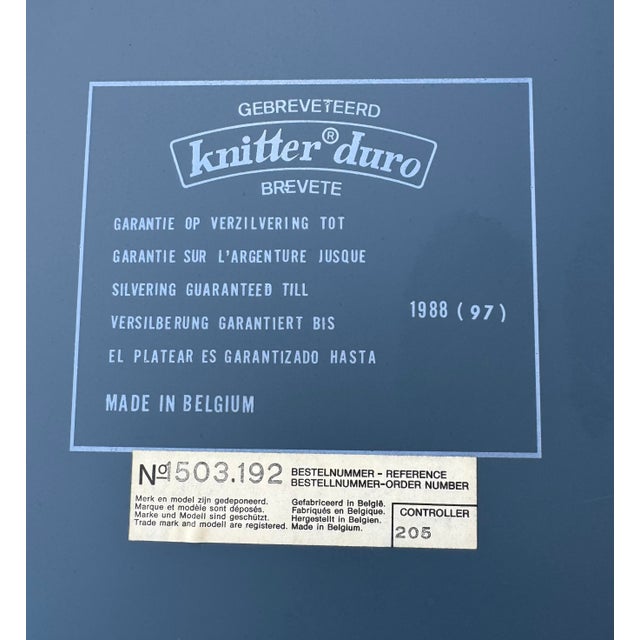 GEBREVETEERD
knitter® duro
BREVETE
GARANTIE OP VERZILVERING TOT
GARANTIE SUR L'ARGENTURE JUSQUE
SILVERING GUARANTEED TILL
VERSILBERUNG GARANTIERT BIS
EL PLATEAR ES GARANTIZADO HASTA
1988 (97)
MADE IN BELGIUM
Nº 1503.192
BESTELNUMMER - REFERENCE
BESTELLNUMMER-ORDER NUMBER
Merk en model zijn gedeponeerd.
Marque et modèle sont déposés.
Marke und Modell sind geschützt.
Trade mark and modell are registered.
Gefabriceerd in België.
Fabriqués en Belgique.
Hergestellt in Belgien.
Made in Belgium.
CONTROLLER
205